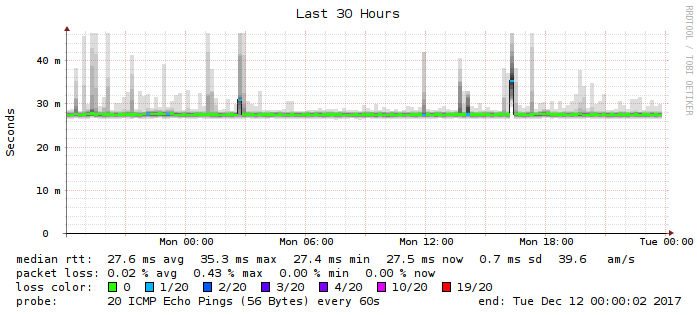 Last 30 Hours
RRDTOOL / TOBI OETIKER
Seconds
40 m
30 m
20 m
10 m
0
Mon 00:00 Mon 06:00 Mon 12:00 Mon 18:00 Tue 00:00
median rtt: 27.6 ms avg 35.3 ms max 27.4 ms min 27.5 ms now 0.7 ms sd 39.6 am/s
packet loss: 0.02 % avg 0.43 % max 0.00 % min 0.00 % now
loss color: 0 1/20 2/20 3/20 4/20 10/20 19/20
probe: 20 ICMP Echo Pings (56 Bytes) every 60s end: Tue Dec 12 00:00:02 2017